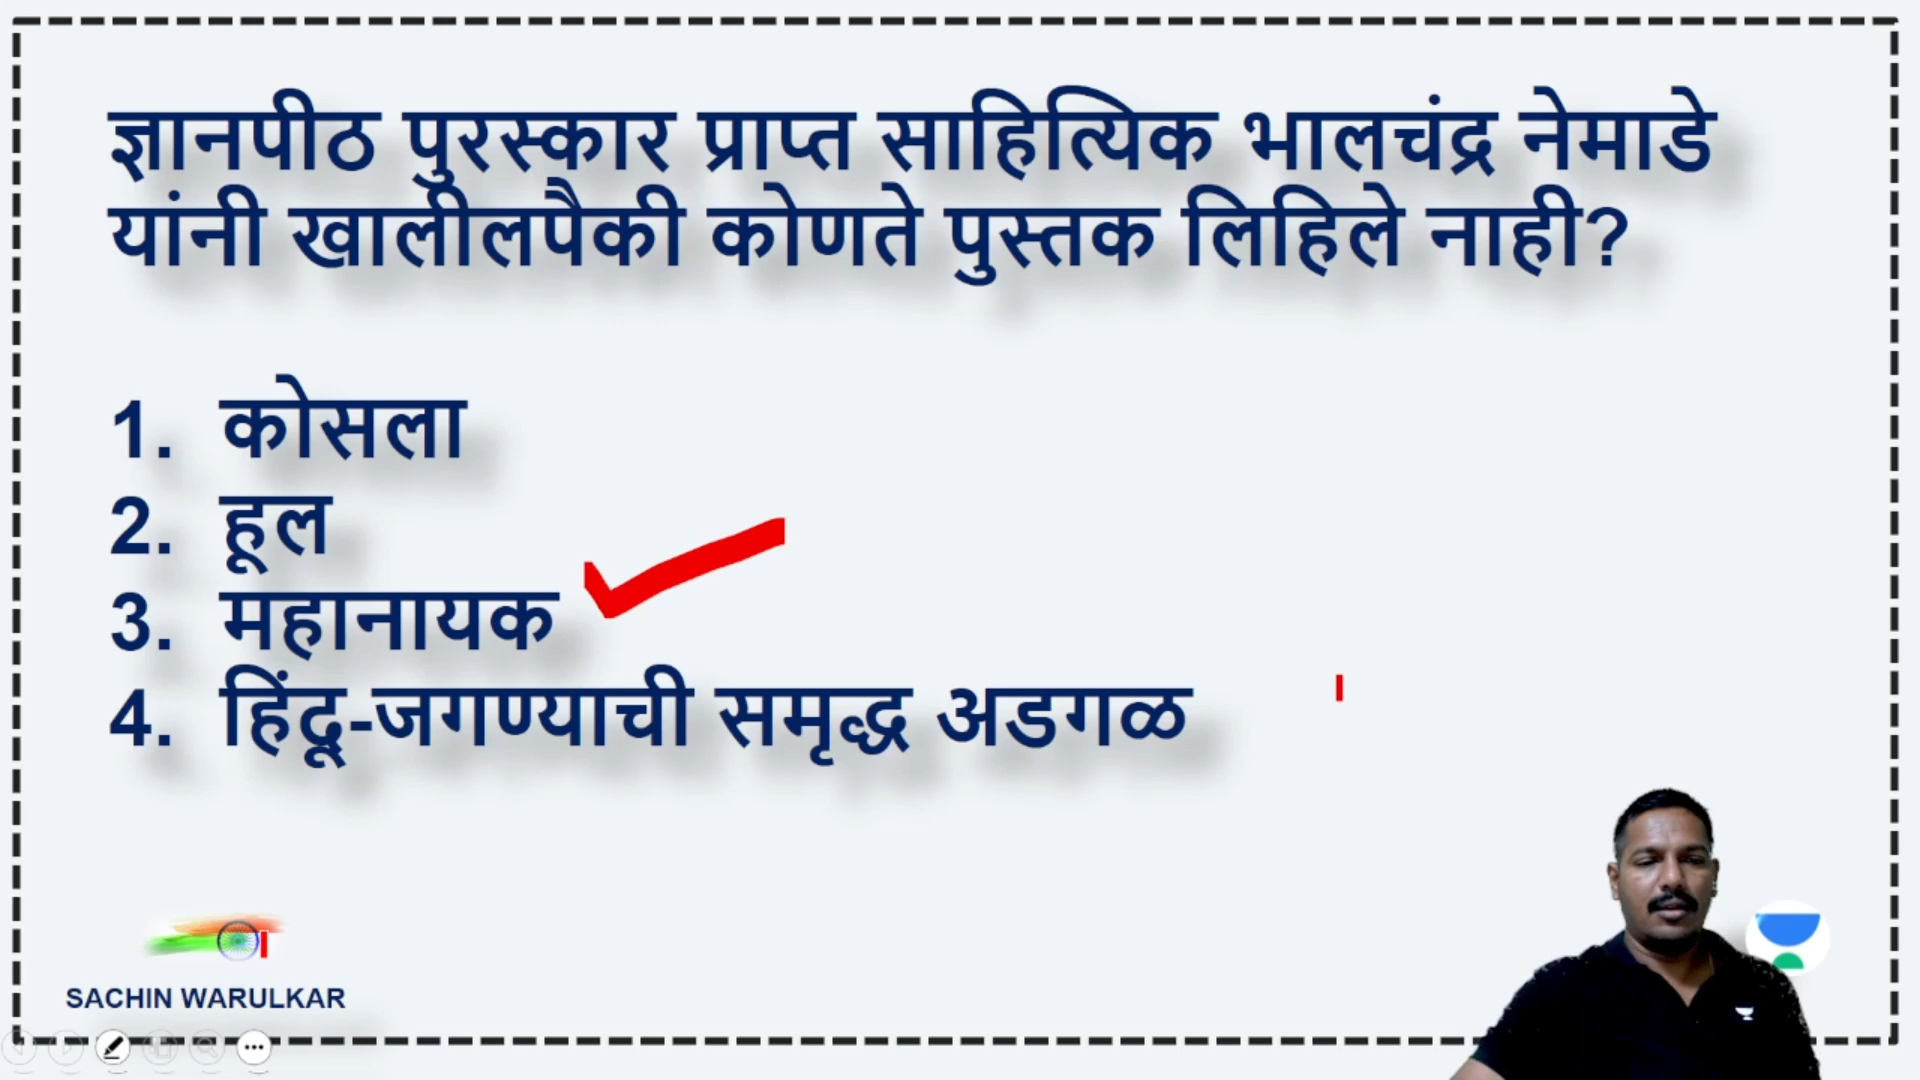 ज्ञानपीठ पुरस्कार प्राप्त साहित्यिक भालचंद्र नेमाडे
यांनी खालीलपैकी कोणते पुस्तक लिहिले नाही?
1. कोसला
2. हूल
3. महानायक
4. हिंदू-जगण्याची समृद्ध अडगळ
SACHIN WARULKAR